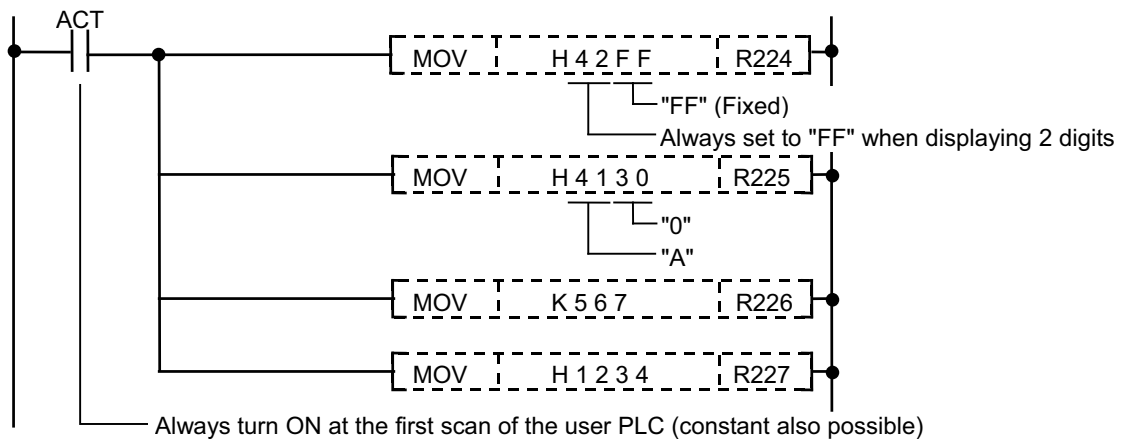 ACT
MOV H 4 2 F F R224
"FF" (Fixed)
Always set to "FF" when displaying 2 digits
MOV H 4 1 3 0 R225
"0"
"A"
MOV K 5 6 7 R226
MOV H 1 2 3 4 R227
Always turn ON at the first scan of the user PLC (constant also possible)